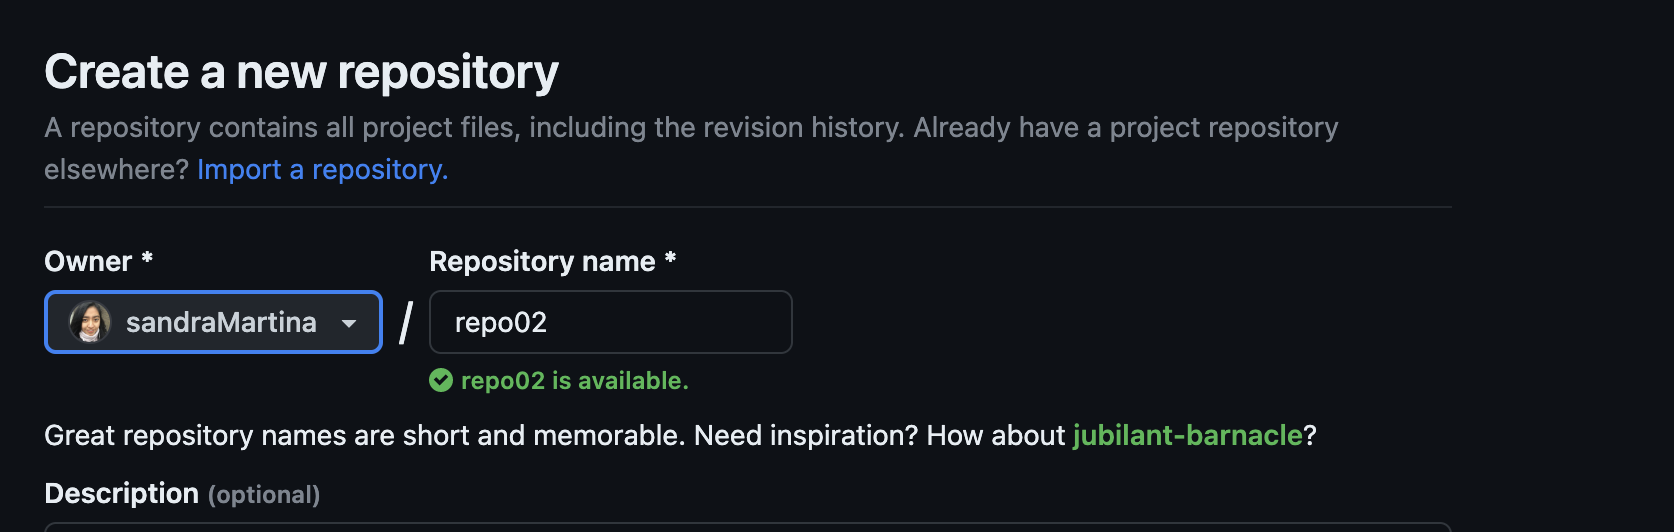 Create a new repository
A repository contains all project files, including the revision history. Already have a project repository
elsewhere? Import a repository.
Owner *
Repository name *
sandraMartina
/
repo02
repo02 is available.
Great repository names are short and memorable. Need inspiration? How about jubilant-barnacle?
Description (optional)